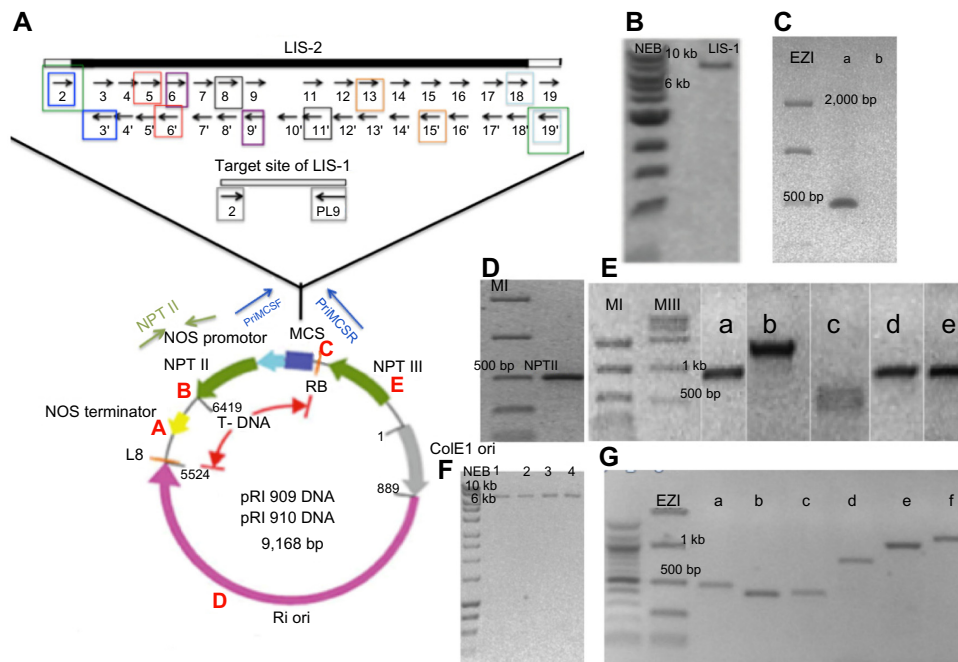 A
LIS-2
2 3 4 5 6 7 8 9 11 12 13 14 15 16 17 18 19
3' 4' 5' 6' 7' 8' 9' 10' 11' 12' 13' 14' 15' 16' 17' 18' 19'
Target site of LIS-1
2 PL9
NPT II
PriMCSF
PriMCSR
NOS promotor
MCS
NPT II
C
NPT III
RB
B
E
6419
NOS terminator
T- DNA
A
1
L8
ColE1 ori
5524
889
pRI 909 DNA
pRI 910 DNA
9,168 bp
D
Ri ori
B
NEB 10 kb LIS-1
6 kb
C
EZI a b
2,000 bp
500 bp
D
MI
500 bp NPTII
E
MI MIII a b c d e
1 kb
500 bp
F
NEB 1 2 3 4
10 kb
6 kb
G
EZI a b c d e f
1 kb
500 bp